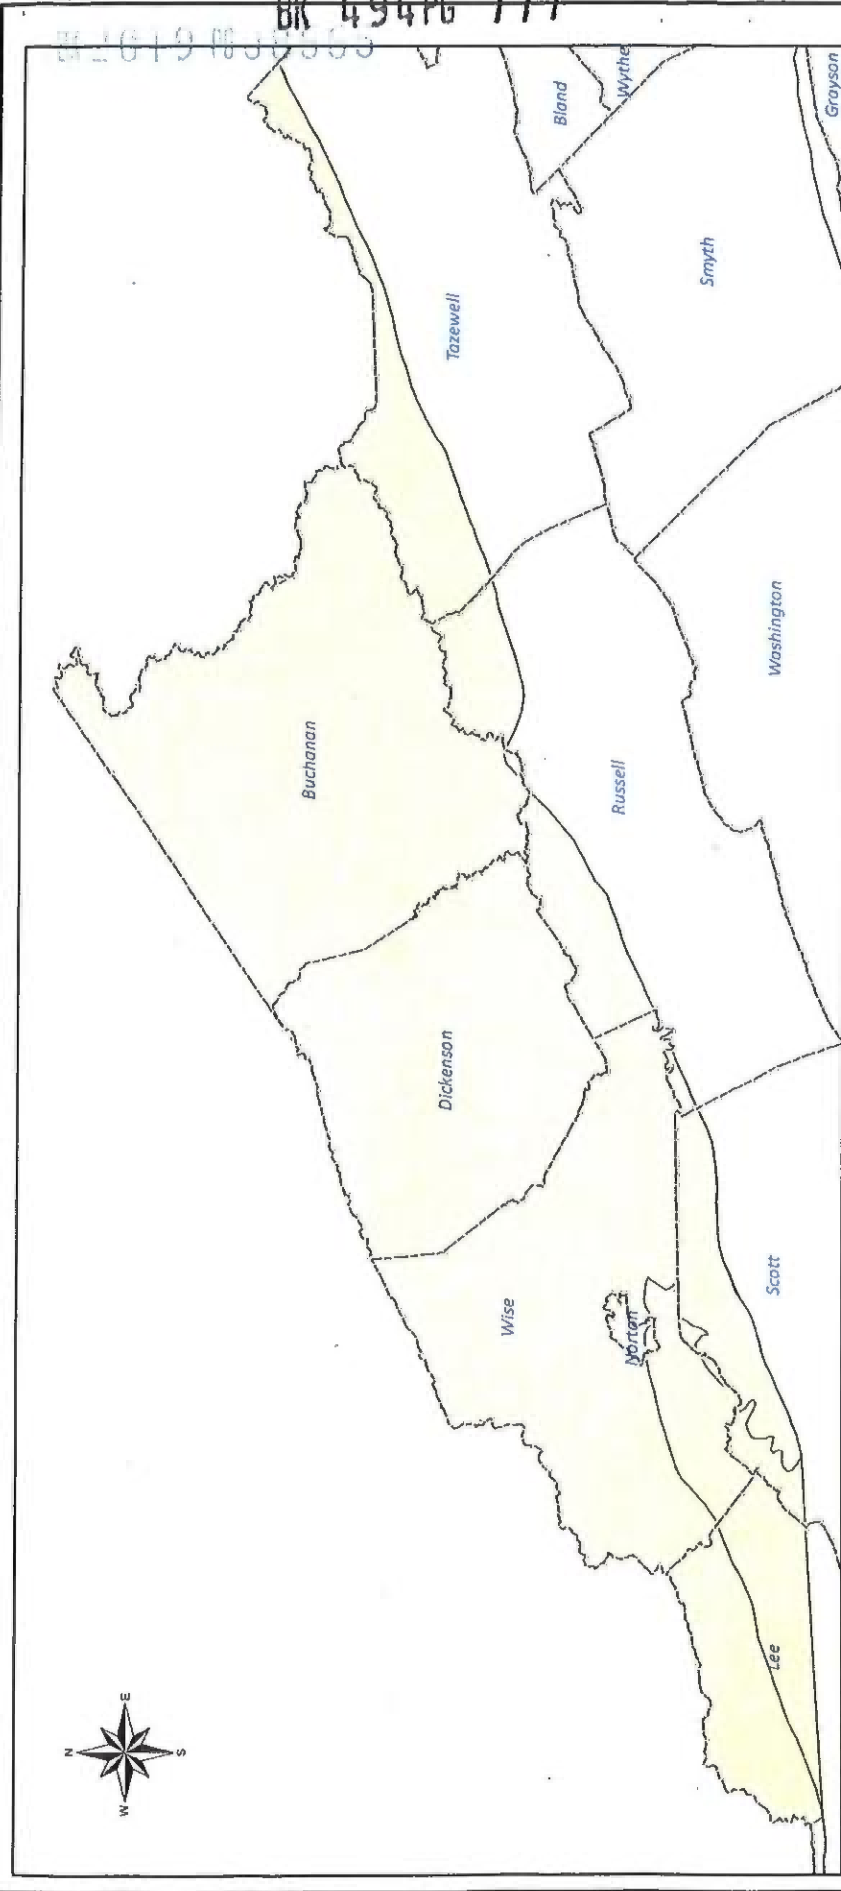 BK 494PG 777
Grayson
Wythe
Bland
Smyth
Tazewell
Washington
Buchanan
Russell
Dickenson
Scott
Wise
Norton
Lee
N
W
E
S